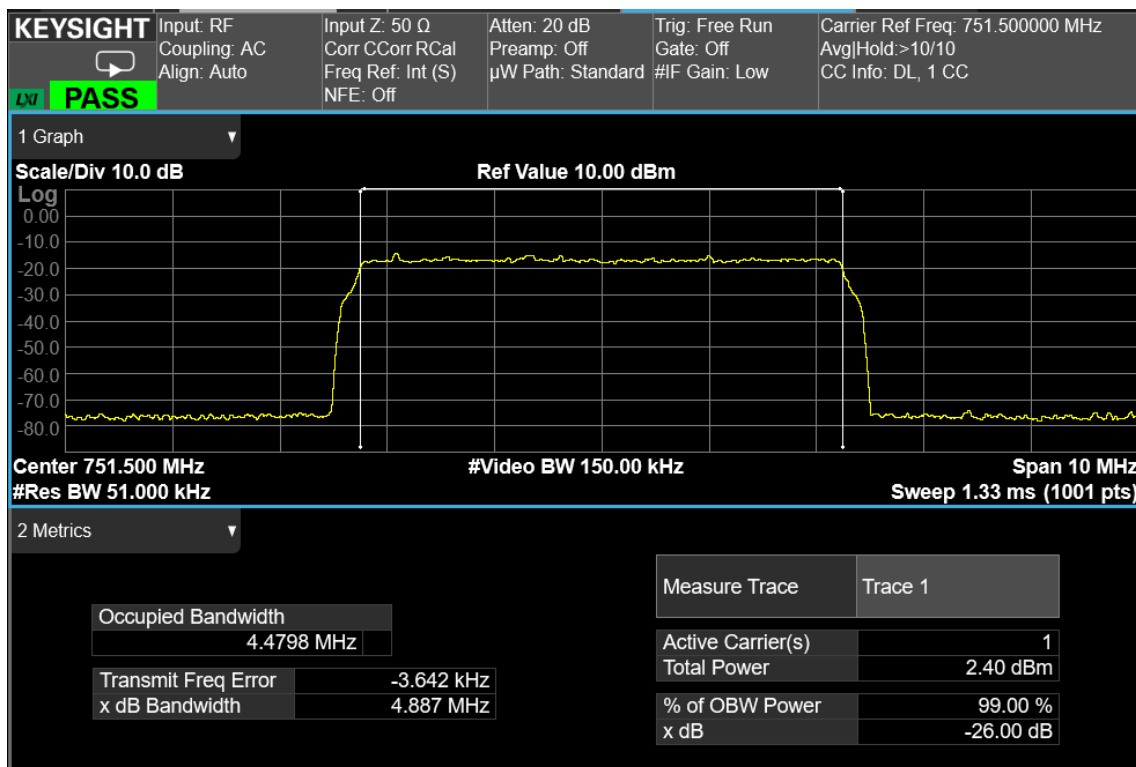 KEYSIGHT
Input: RF
Coupling: AC
Align: Auto
Input Z: 50 Ω
Corr CCorr RCal
Freq Ref: Int (S)
NFE: Off
Atten: 20 dB
Preamp: Off
µW Path: Standard
Trig: Free Run
Gate: Off
#IF Gain: Low
Carrier Ref Freq: 751.500000 MHz
Avg|Hold:>10/10
CC Info: DL, 1 CC
LXI PASS
1 Graph
Scale/Div 10.0 dB
Ref Value 10.00 dBm
Log
0.00
-10.0
-20.0
-30.0
-40.0
-50.0
-60.0
-70.0
-80.0
Center 751.500 MHz
#Video BW 150.00 kHz
Span 10 MHz
#Res BW 51.000 kHz
Sweep 1.33 ms (1001 pts)
2 Metrics
Occupied Bandwidth
4.4798 MHz
Transmit Freq Error -3.642 kHz
x dB Bandwidth 4.887 MHz
Measure Trace Trace 1
Active Carrier(s) 1
Total Power 2.40 dBm
% of OBW Power 99.00 %
x dB -26.00 dB